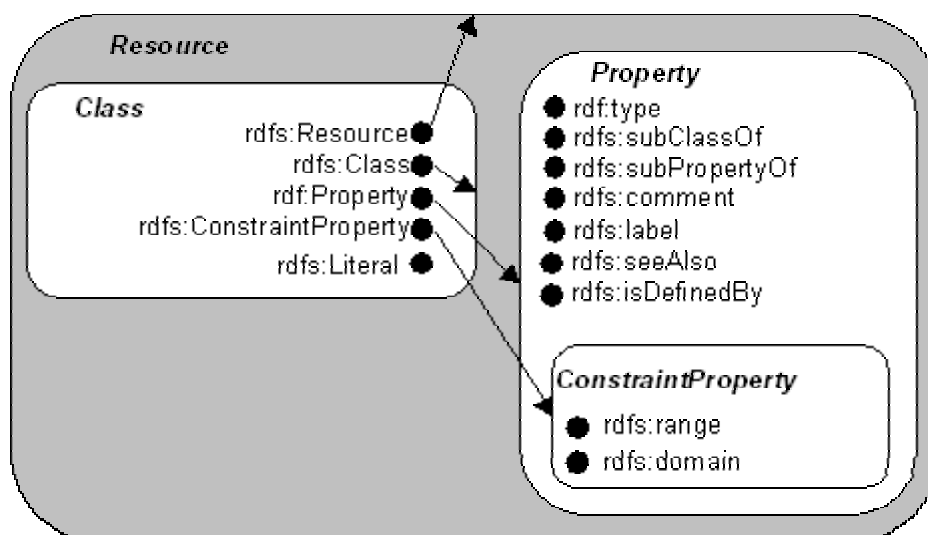 Resource
Class
rdfs:Resource
rdfs:Class
rdf:Property
rdfs:ConstraintProperty
rdfs:Literal
Property
rdf:type
rdfs:subClassOf
rdfs:subPropertyOf
rdfs:comment
rdfs:label
rdfs:seeAlso
rdfs:isDefinedBy
ConstraintProperty
rdfs:range
rdfs:domain